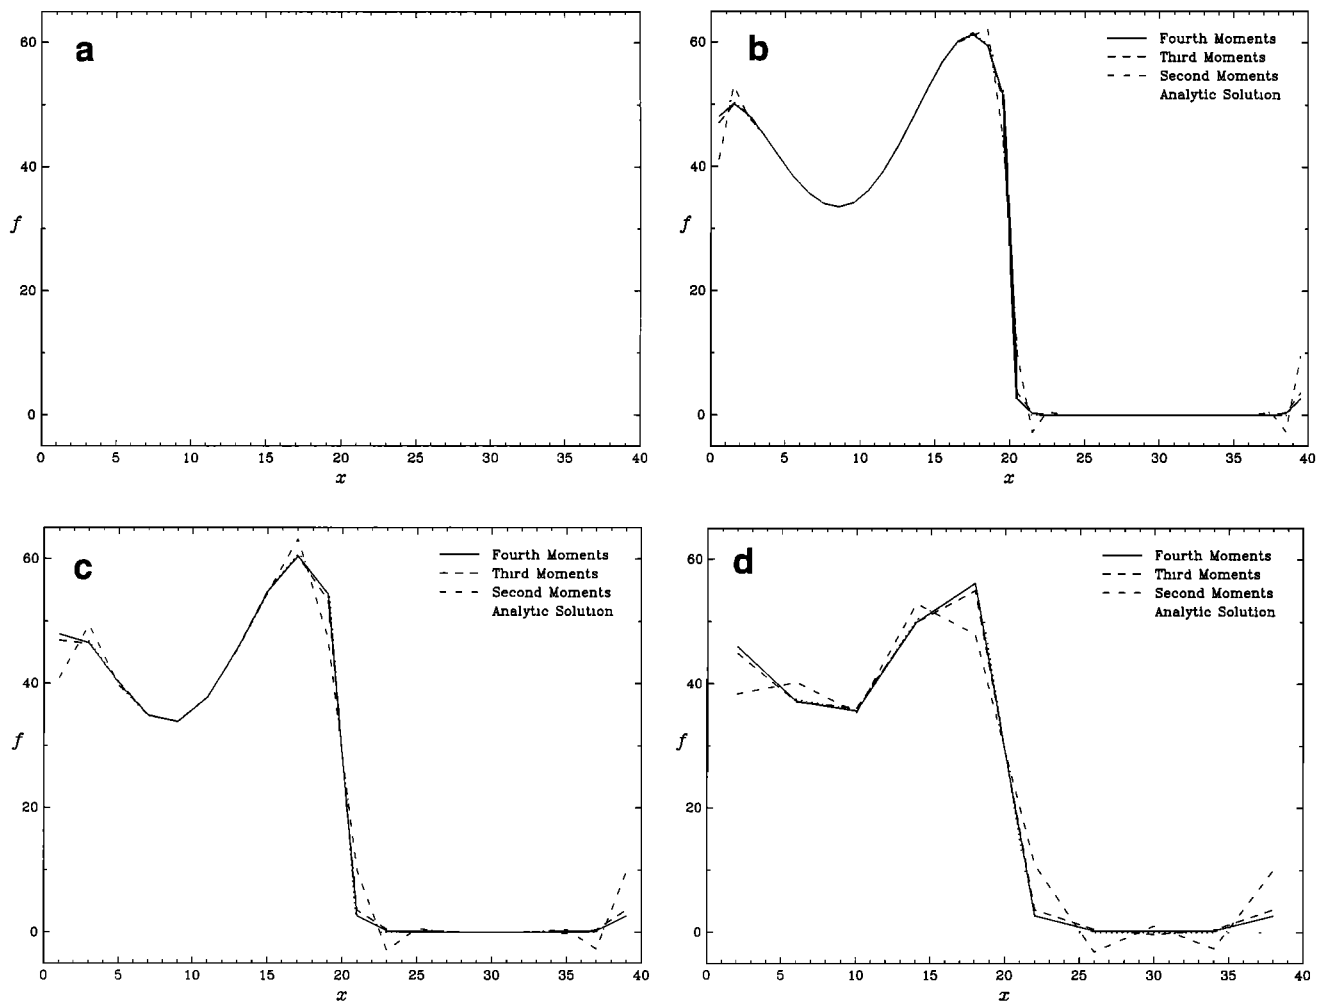 a
60
40
20
0
f
0 5 10 15 20 25 30 35 40
x
b
Fourth Moments
Third Moments
Second Moments
Analytic Solution
60
40
20
0
f
0 5 10 15 20 25 30 35 40
x
c
Fourth Moments
Third Moments
Second Moments
Analytic Solution
60
40
20
0
f
0 5 10 15 20 25 30 35 40
x
d
Fourth Moments
Third Moments
Second Moments
Analytic Solution
60
40
20
0
f
0 5 10 15 20 25 30 35 40
x